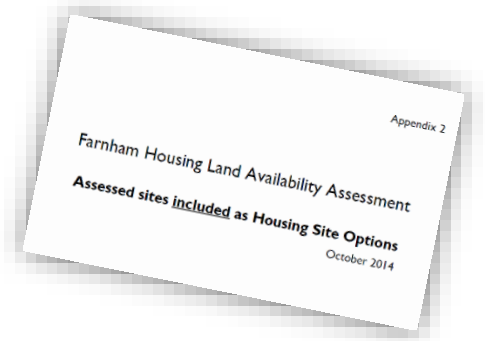 Appendix 2
Farnham Housing Land Availability Assessment
Assessed sites included as Housing Site Options
October 2014